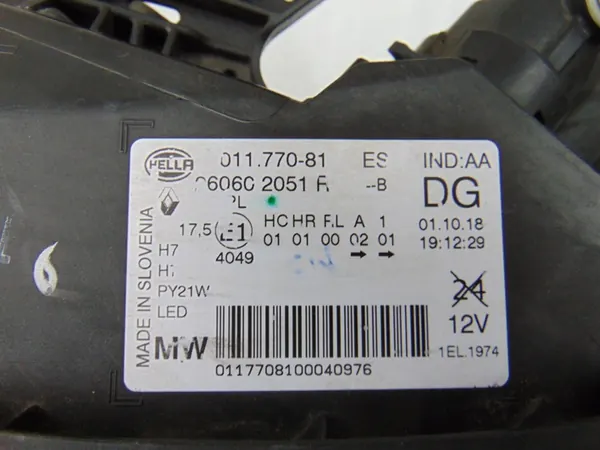 HELLA 011.770-81 ES IND:AA
2051 R --B DG
PL
17,5 E1 HC HR F.L A 1 01.10.18
4049 01 01 00 02 01 19:12:29
→ →
H7
PY21W 24
LED 12V
MW 1EL.1974
0117708100040976
MADE IN SLOVENIA